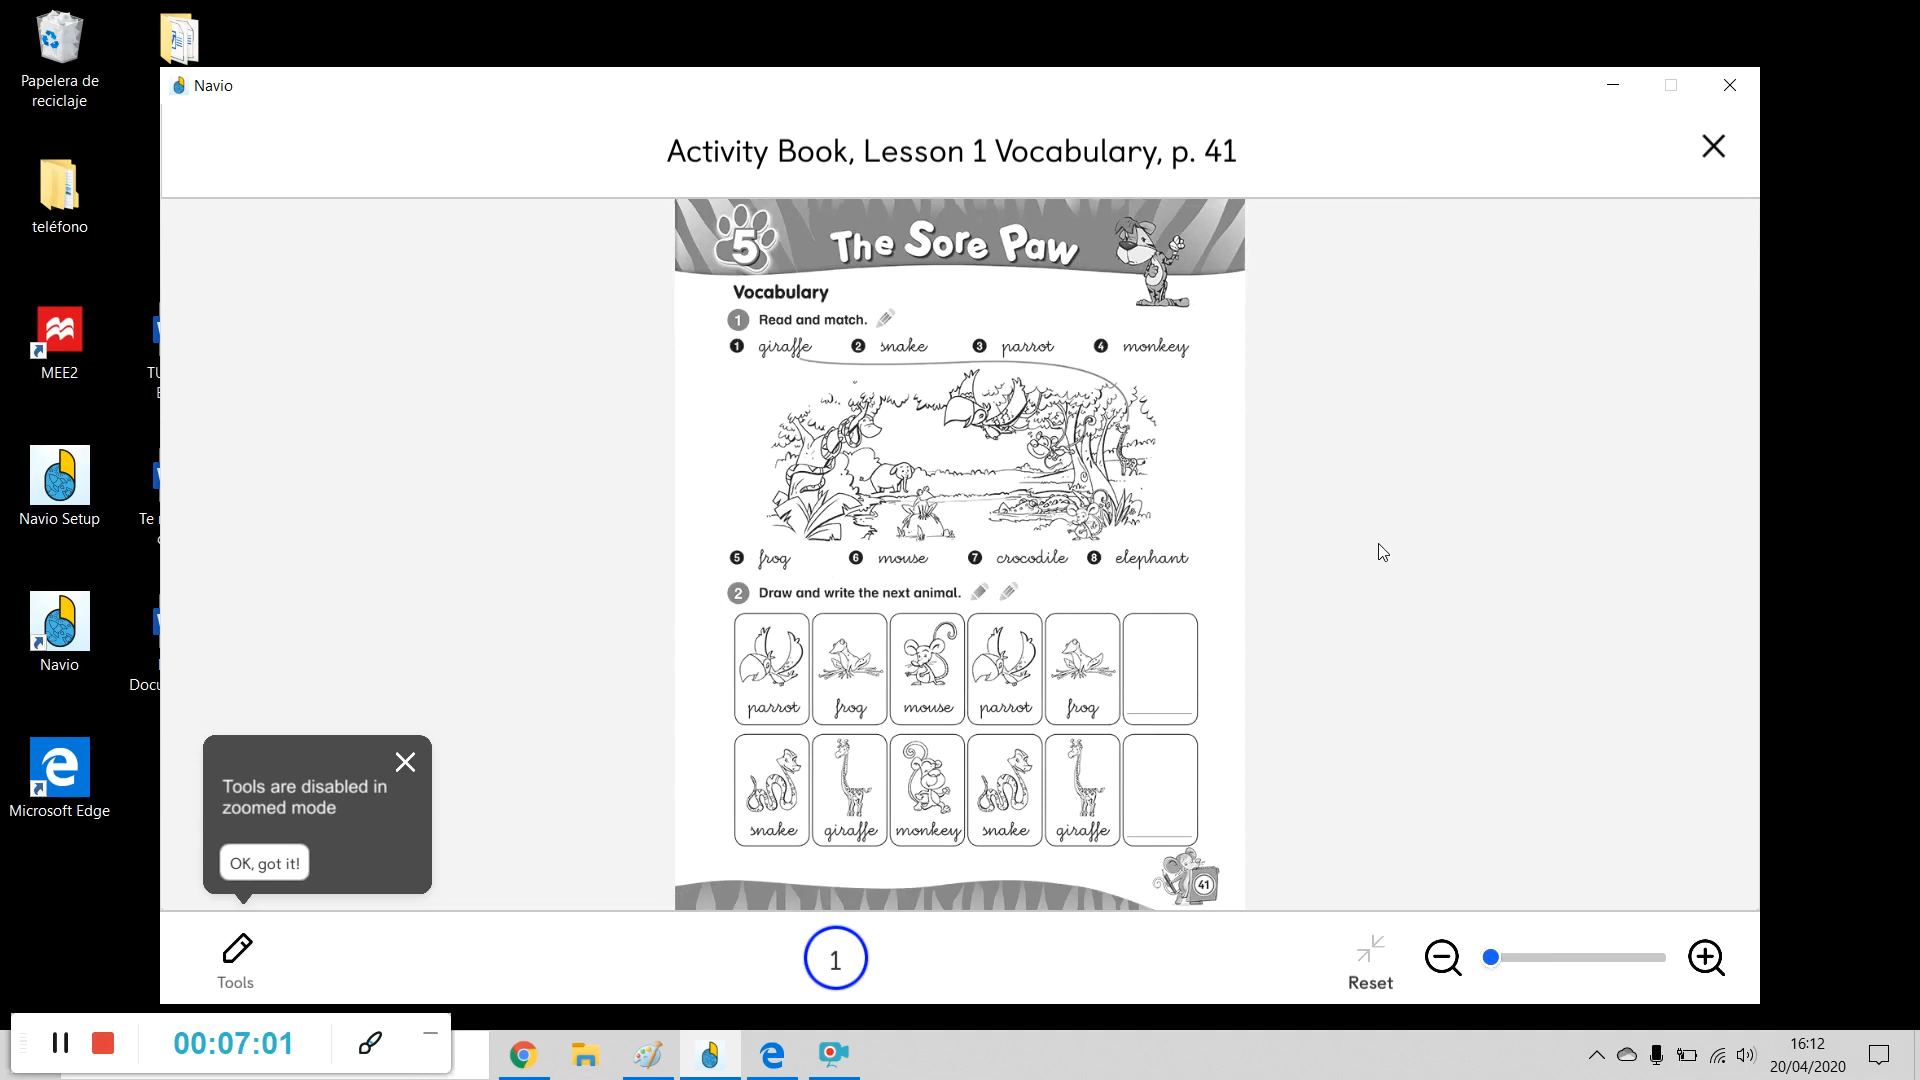 Papelera de
reciclaje
teléfono
MEE2
Navio Setup
Navio
Microsoft Edge
Te
Docu
Navio
Activity Book, Lesson 1 Vocabulary, p. 41
5
The Sore Paw
Vocabulary
1 Read and match.
1 giraffe 2 snake 3 parrot 4 monkey
5 frog 6 mouse 7 crocodile 8 elephant
2 Draw and write the next animal.
parrot frog mouse parrot frog
snake giraffe monkey snake giraffe
41
Tools are disabled in
zoomed mode
OK, got it!
Tools
1
Reset
00:07:01
16:12
20/04/2020